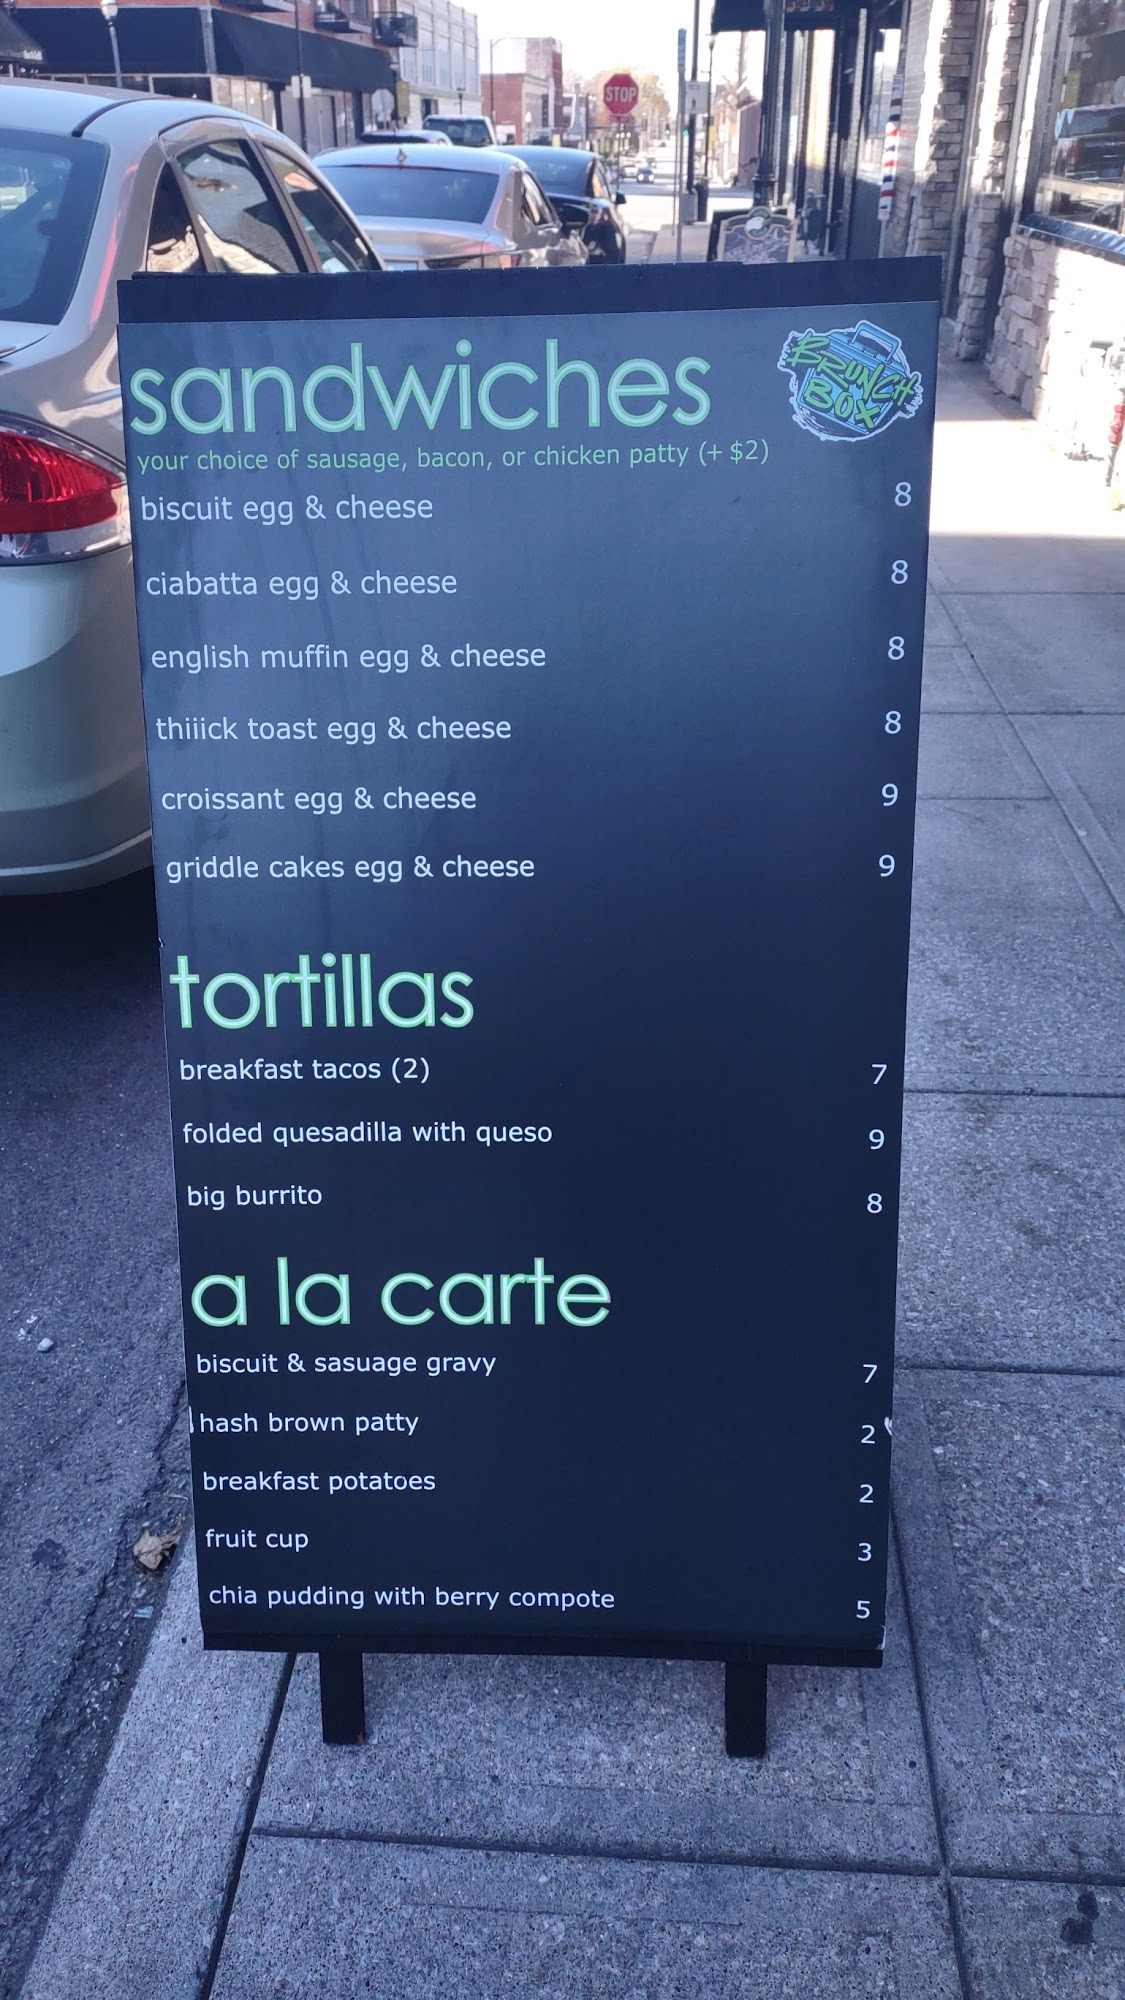 STOP
BRUNCH
BOX
sandwiches
your choice of sausage, bacon, or chicken patty (+ $2)
biscuit egg & cheese 8
ciabatta egg & cheese 8
english muffin egg & cheese 8
thiiick toast egg & cheese 8
croissant egg & cheese 9
griddle cakes egg & cheese 9
tortillas
breakfast tacos (2) 7
folded quesadilla with queso 9
big burrito 8
a la carte
biscuit & sasuage gravy 7
hash brown patty 2
breakfast potatoes 2
fruit cup 3
chia pudding with berry compote 5